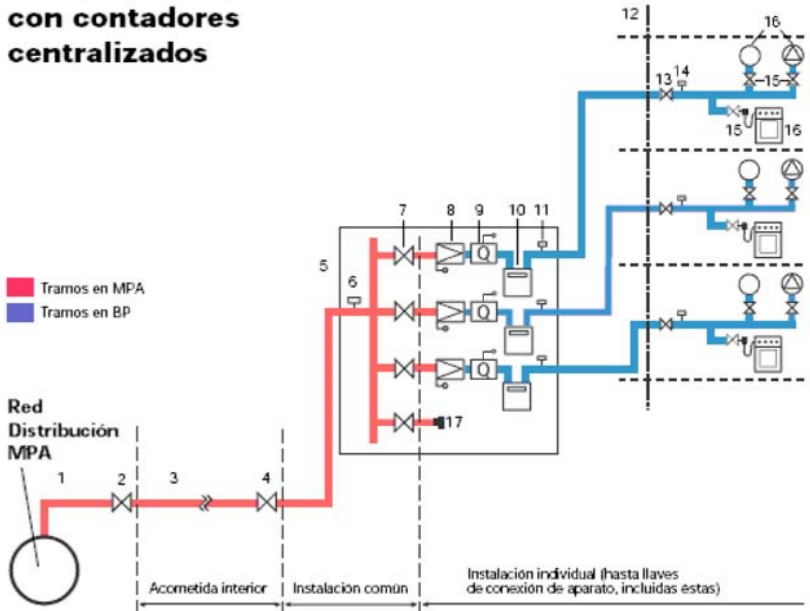 con contadores
centralizados
12
16
13
14
15
15
16
7
8
9
10
11
5
6
Q
Q
Q
17
Tramos en MPA
Tramos en BP
Red
Distribución
MPA
1
2
3
4
Acometida interior
Instalación común
Instalación individual (hasta llaves
de conexión de aparato, incluidas éstas)